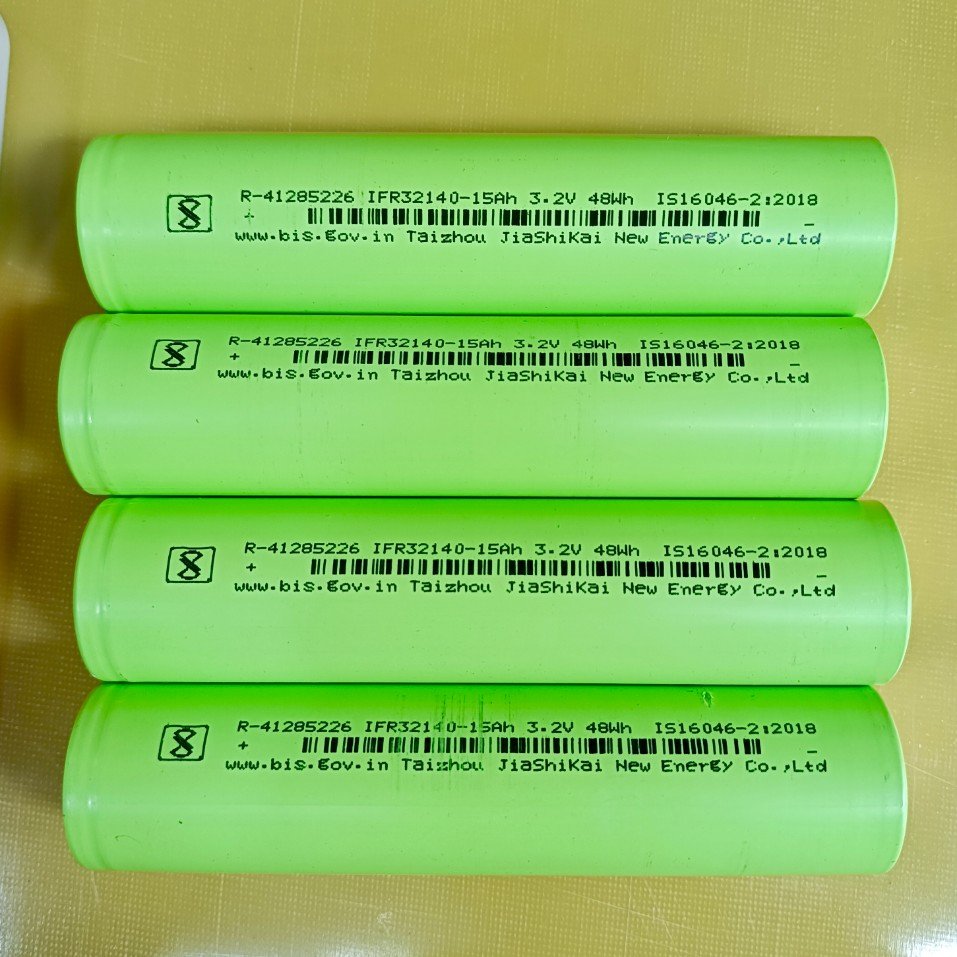 R-41285226 IFR32140-15Ah 3.2V 48Wh IS16046-2:2018
+ -
www.bis.gov.in Taizhou JiaShiKai New Energy Co.,Ltd
R-41285226 IFR32140-15Ah 3.2V 48Wh IS16046-2:2018
+ -
www.bis.gov.in Taizhou JiaShiKai New Energy Co.,Ltd
R-41285226 IFR32140-15Ah 3.2V 48Wh IS16046-2:2018
+ -
www.bis.gov.in Taizhou JiaShiKai New Energy Co.,Ltd
R-41285226 IFR32140-15Ah 3.2V 48Wh IS16046-2:2018
+ -
www.bis.gov.in Taizhou JiaShiKai New Energy Co.,Ltd